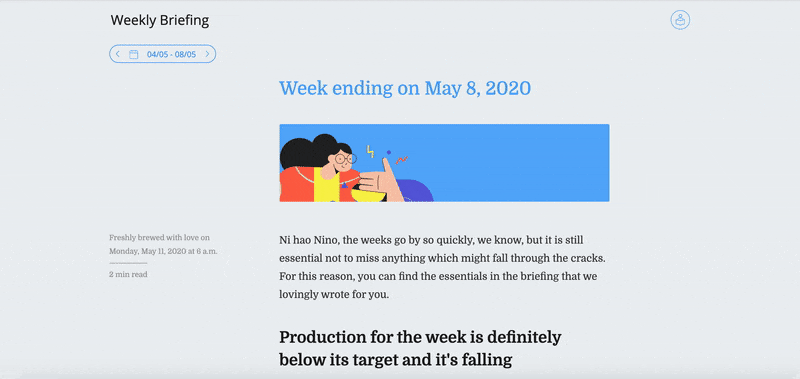 Weekly Briefing
04/05 - 08/05
Week ending on May 8, 2020
Freshly brewed with love on
Monday, May 11, 2020 at 6 a.m.
2 min read
Ni hao Nino, the weeks go by so quickly, we know, but it is still
essential not to miss anything which might fall through the cracks.
For this reason, you can find the essentials in the briefing that we
lovingly wrote for you.
Production for the week is definitely
below its target and it's falling